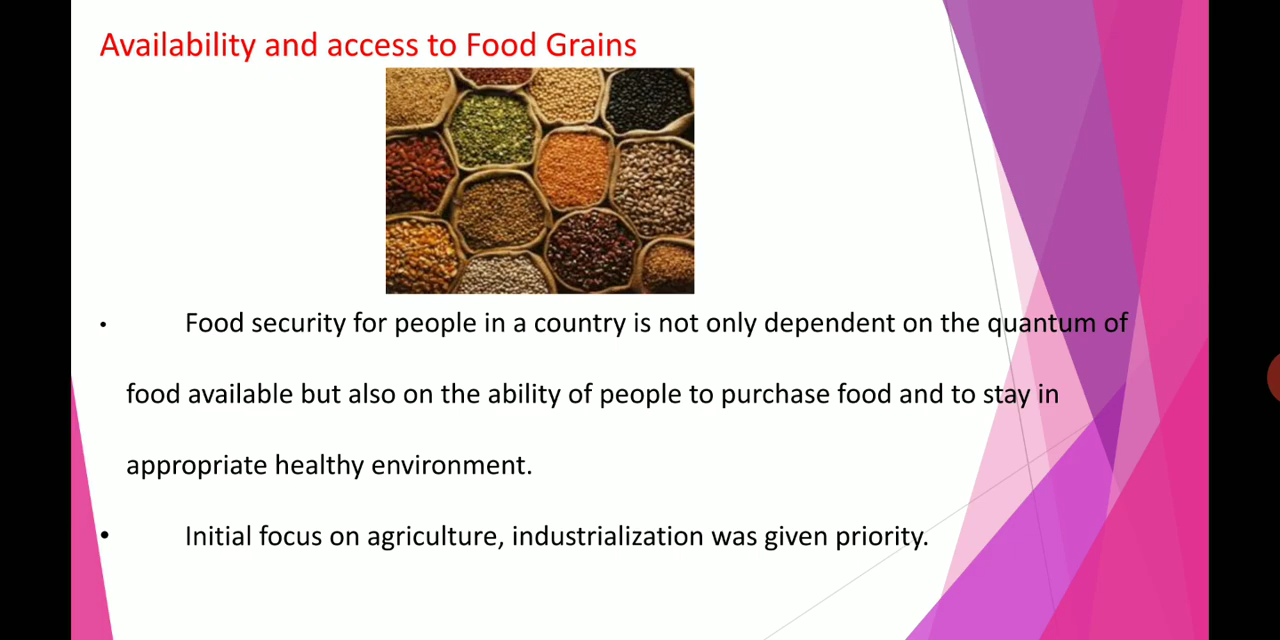 Availability and access to Food Grains
• Food security for people in a country is not only dependent on the quantum of
food available but also on the ability of people to purchase food and to stay in
appropriate healthy environment.
• Initial focus on agriculture, industrialization was given priority.